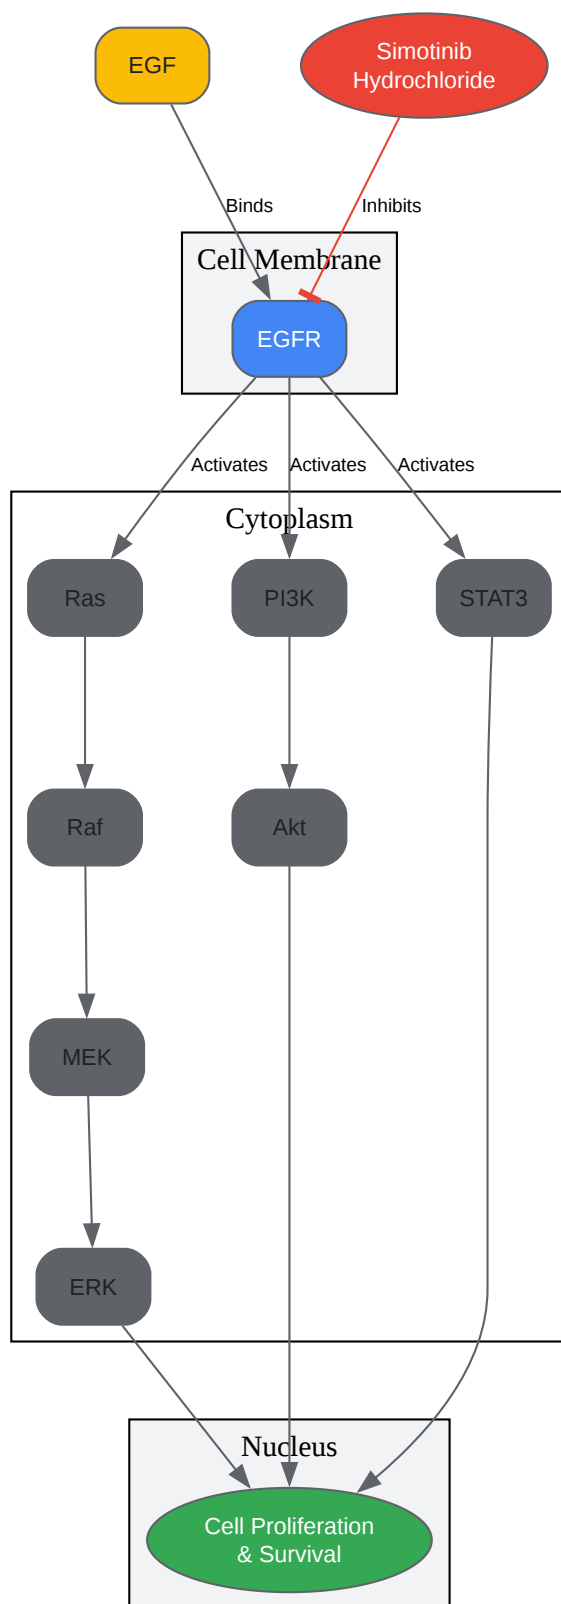 EGF
Simotinib
Hydrochloride
Binds
Inhibits
Cell Membrane
EGFR
Activates
Activates
Activates
Cytoplasm
Ras
PI3K
STAT3
Raf
Akt
MEK
ERK
Nucleus
Cell Proliferation
& Survival